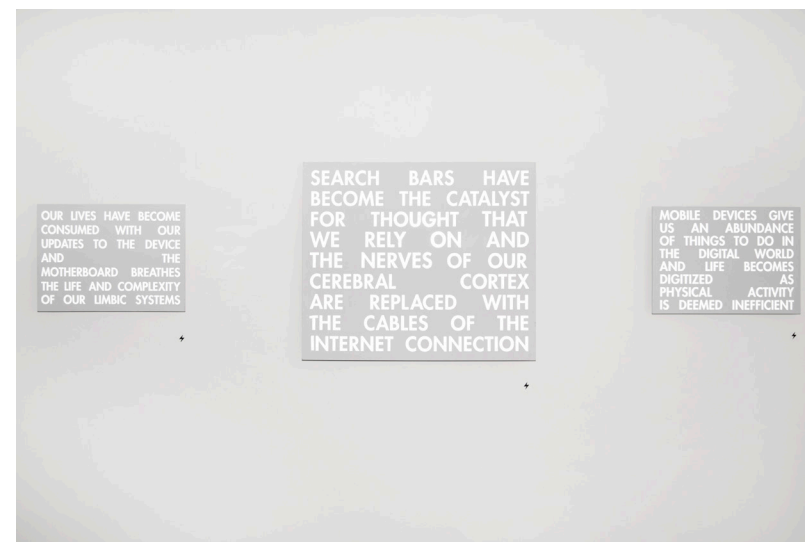 OUR LIVES HAVE BECOME
CONSUMED WITH OUR
UPDATES TO THE DEVICE
AND THE
MOTHERBOARD BREATHES
THE LIFE AND COMPLEXITY
OF OUR LIMBIC SYSTEMS
SEARCH BARS HAVE
BECOME THE CATALYST
FOR THOUGHT THAT
WE RELY ON AND
THE NERVES OF OUR
CEREBRAL CORTEX
ARE REPLACED WITH
THE CABLES OF THE
INTERNET CONNECTION
MOBILE DEVICES GIVE
US AN ABUNDANCE
OF THINGS TO DO IN
THE DIGITAL WORLD
AND LIFE BECOMES
DIGITIZED AS
PHYSICAL ACTIVITY
IS DEEMED INEFFICIENT